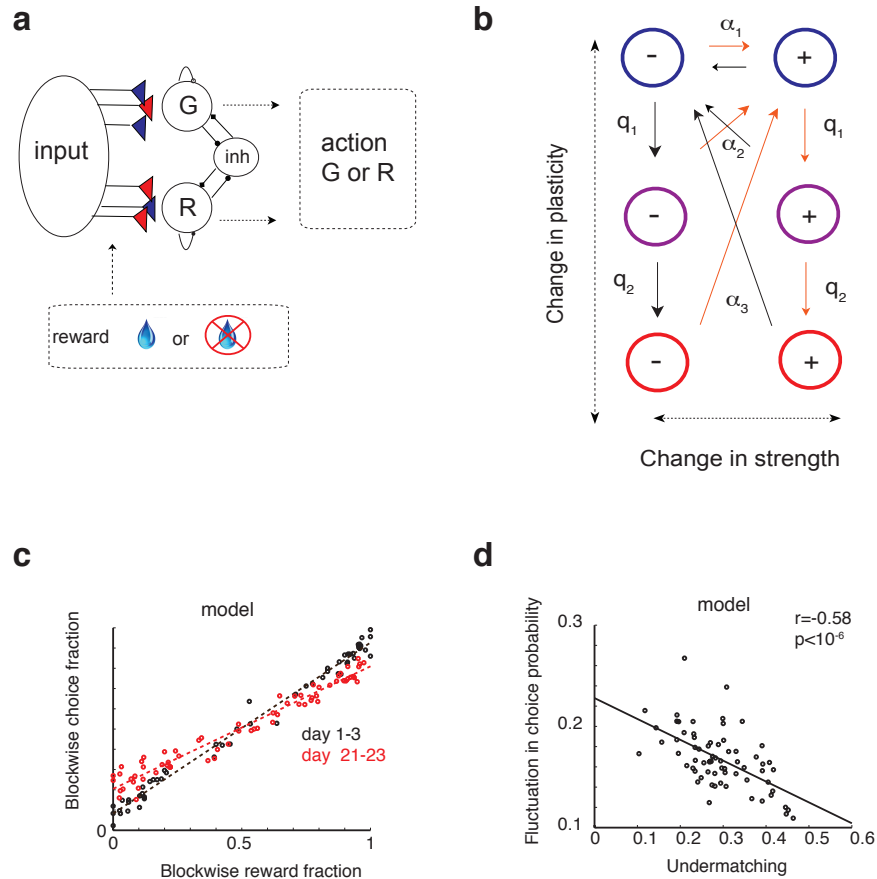 a
input
G
inh
R
action
G or R
reward
or
b
Change in plasticity
α1
-
+
q1
q1
α2
-
+
q2
q2
α3
-
+
Change in strength
c
model
Blockwise choice fraction
day 1-3
day 21-23
0
0 0.5 1
Blockwise reward fraction
d
model
r=-0.58
p<10^-6
Fluctuation in choice probability
0.3
0.2
0.1
0 0.1 0.2 0.3 0.4 0.5 0.6
Undermatching